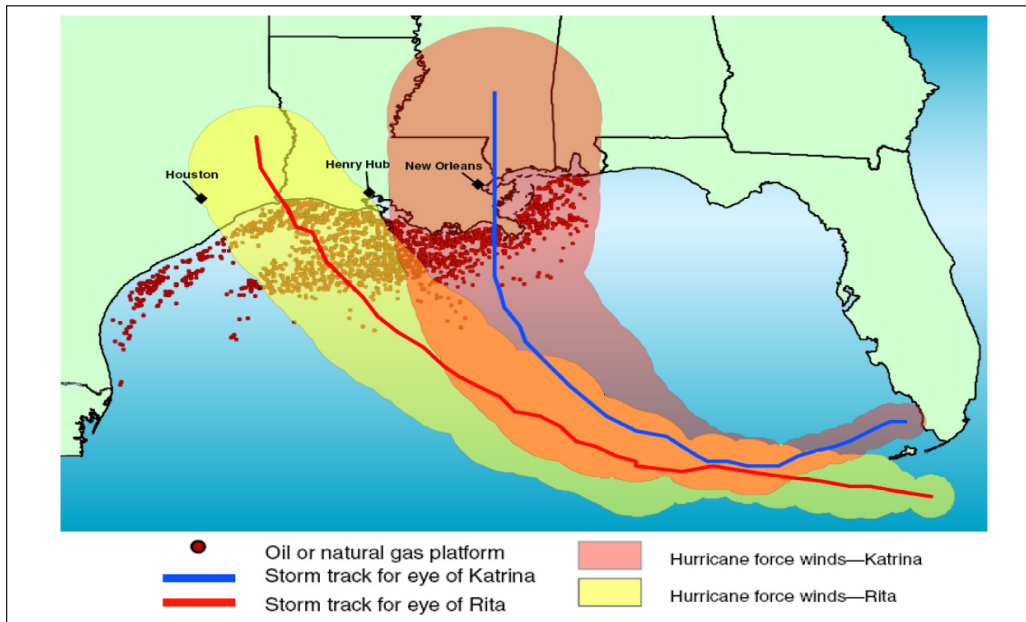 Houston
Henry Hub
New Orleans
Oil or natural gas platform
Storm track for eye of Katrina
Storm track for eye of Rita
Hurricane force winds—Katrina
Hurricane force winds—Rita